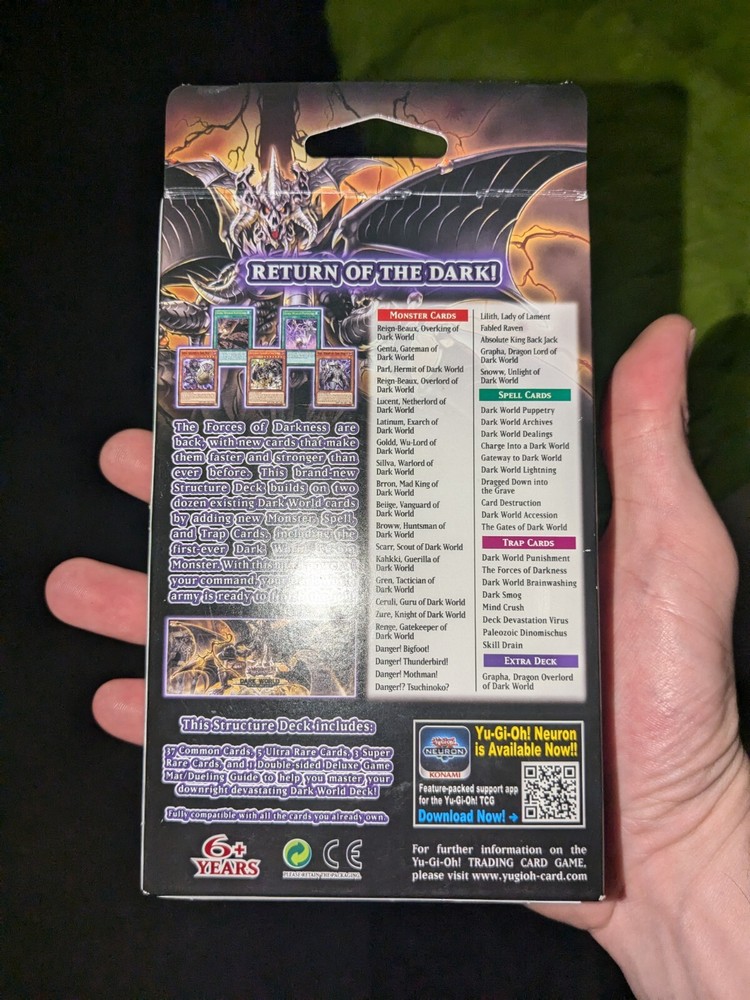 RETURN OF THE DARK!
The Forces of Darkness are
back, with new cards that make
them faster and stronger than
ever before. This brand-new
Structure Deck builds on two
dozen existing Dark World cards
by adding new Monster, Spell,
and Trap Cards, including the
first-ever Dark World
Monster. With this
your command, your
army is ready to
DARK WORLD
This Structure Deck includes:
37 Common Cards, 5 Ultra Rare Cards, 3 Super
Rare Cards, and 1 Double-sided Deluxe Game
Mat/Dueling Guide to help you master your
downright devastating Dark World Deck!
Fully compatible with all the cards you already own.
6+
YEARS
PLEASE RETAIN THIS PACKAGING.
CE
MONSTER CARDS
Reign-Beaux, Overking of
Dark World
Genta, Gateman of
Dark World
Parl, Hermit of Dark World
Reign-Beaux, Overlord of
Dark World
Lucent, Netherlord of
Dark World
Latinum, Exarch of
Dark World
Goldd, Wu-Lord of
Dark World
Sillva, Warlord of
Dark World
Brron, Mad King of
Dark World
Beiige, Vanguard of
Dark World
Broww, Huntsman of
Dark World
Scarr, Scout of Dark World
Kahkki, Guerilla of
Dark World
Gren, Tactician of
Dark World
Ceruli, Guru of Dark World
Zure, Knight of Dark World
Renge, Gatekeeper of
Dark World
Danger! Bigfoot!
Danger! Thunderbird!
Danger! Mothman!
Danger!? Tsuchinoko?
Lilith, Lady of Lament
Fabled Raven
Absolute King Back Jack
Grapha, Dragon Lord of
Dark World
Snoww, Unlight of
Dark World
SPELL CARDS
Dark World Puppetry
Dark World Archives
Dark World Dealings
Charge Into a Dark World
Gateway to Dark World
Dark World Lightning
Dragged Down into
the Grave
Card Destruction
Dark World Accession
The Gates of Dark World
TRAP CARDS
Dark World Punishment
The Forces of Darkness
Dark World Brainwashing
Dark Smog
Mind Crush
Deck Devastation Virus
Paleozoic Dinomischus
Skill Drain
EXTRA DECK
Grapha, Dragon Overlord
of Dark World
NEURON
KONAMI
Yu-Gi-Oh! Neuron
is Available Now!!
Feature-packed support app
for the Yu-Gi-Oh! TCG
Download Now! →
For further information on the
Yu-Gi-Oh! TRADING CARD GAME,
please visit www.yugioh-card.com